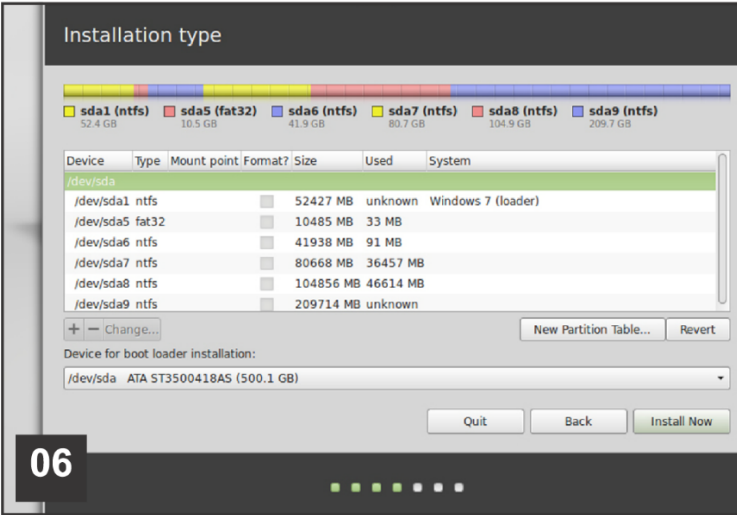 Installation type
sda1 (ntfs) sda5 (fat32) sda6 (ntfs) sda7 (ntfs) sda8 (ntfs) sda9 (ntfs)
52.4 GB 10.5 GB 41.9 GB 80.7 GB 104.9 GB 209.7 GB
Device Type Mount point Format? Size Used System
/dev/sda
/dev/sda1 ntfs 52427 MB unknown Windows 7 (loader)
/dev/sda5 fat32 10485 MB 33 MB
/dev/sda6 ntfs 41938 MB 91 MB
/dev/sda7 ntfs 80668 MB 36457 MB
/dev/sda8 ntfs 104856 MB 46614 MB
/dev/sda9 ntfs 209714 MB unknown
+ − Change... New Partition Table... Revert
Device for boot loader installation:
/dev/sda ATA ST3500418AS (500.1 GB)
Quit Back Install Now
06